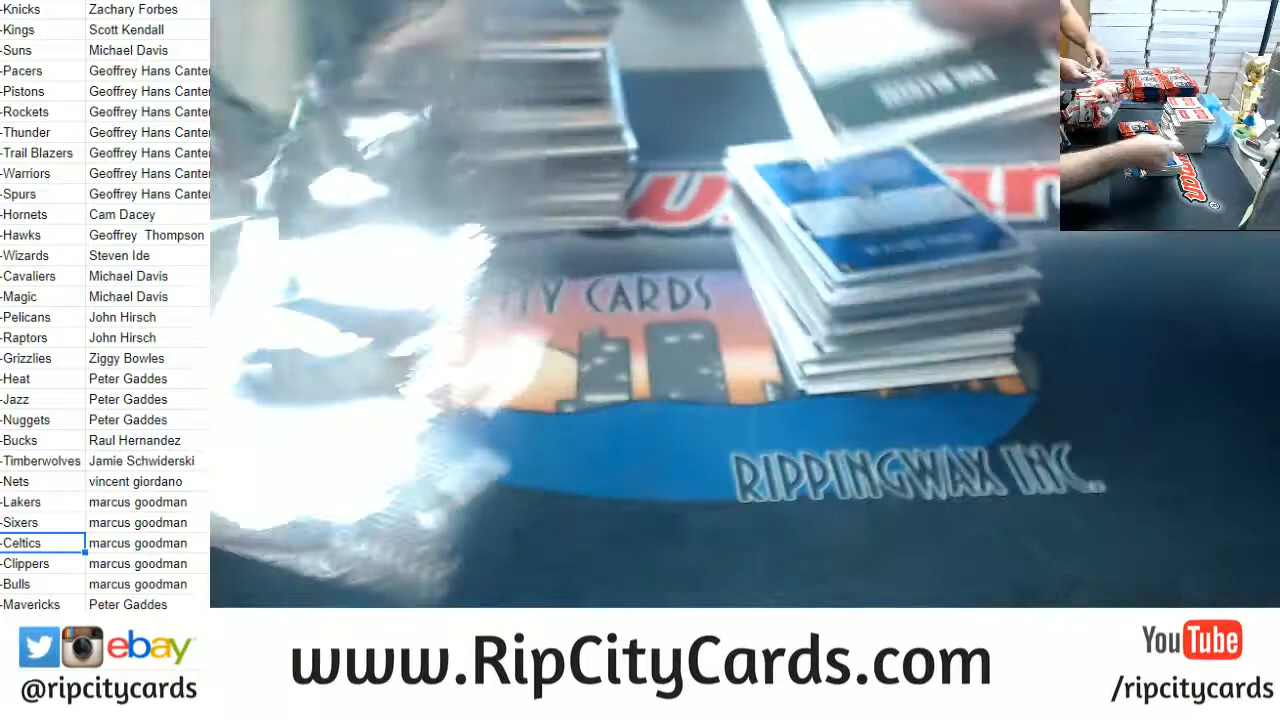 -Knicks Zachary Forbes
-Kings Scott Kendall
-Suns Michael Davis
-Pacers Geoffrey Hans Canter
-Pistons Geoffrey Hans Canter
-Rockets Geoffrey Hans Canter
-Thunder Geoffrey Hans Canter
-Trail Blazers Geoffrey Hans Canter
-Warriors Geoffrey Hans Canter
-Spurs Geoffrey Hans Canter
-Hornets Cam Dacey
-Hawks Geoffrey Thompson
-Wizards Steven Ide
-Cavaliers Michael Davis
-Magic Michael Davis
-Pelicans John Hirsch
-Raptors John Hirsch
-Grizzlies Ziggy Bowles
-Heat Peter Gaddes
-Jazz Peter Gaddes
-Nuggets Peter Gaddes
-Bucks Raul Hernandez
-Timberwolves Jamie Schwiderski
-Nets vincent giordano
-Lakers marcus goodman
-Sixers marcus goodman
-Celtics marcus goodman
-Clippers marcus goodman
-Bulls marcus goodman
-Mavericks Peter Gaddes
CITY CARDS
RIPPINGWAX INC.
ebay
@ripcitycards
www.RipCityCards.com
YouTube
/ripcitycards